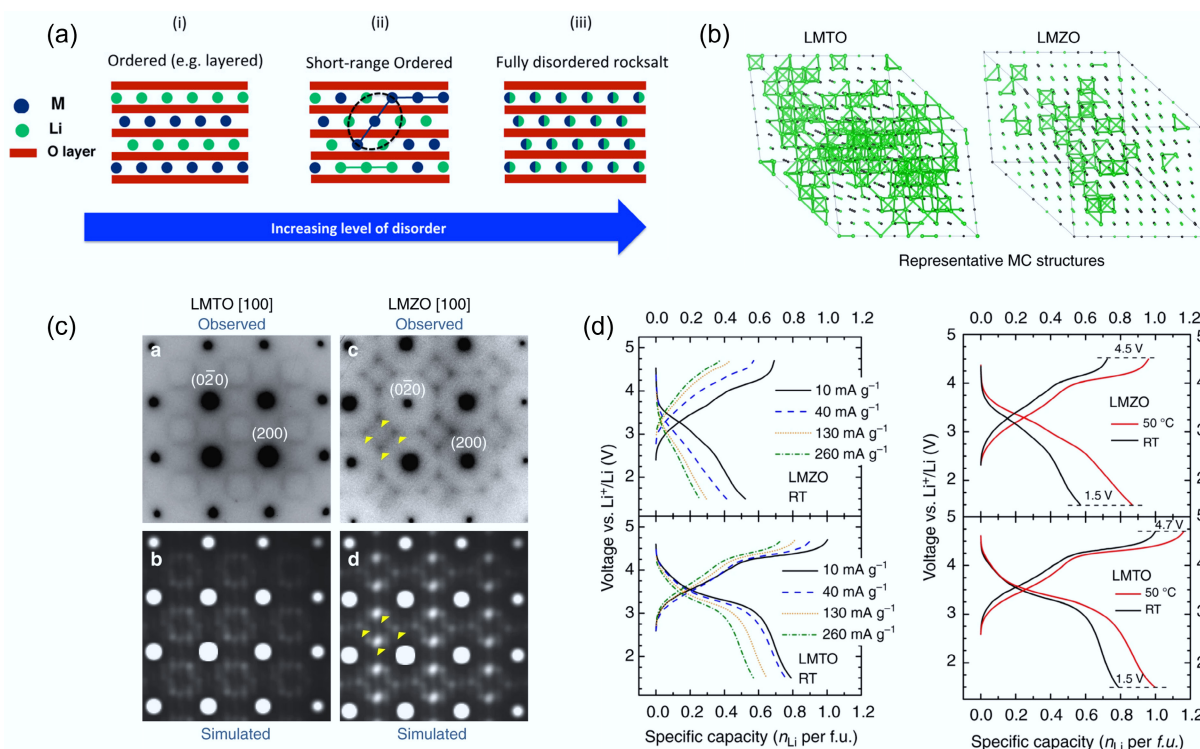 (a)
(i)
(ii)
(iii)
Ordered (e.g. layered)
Short-range Ordered
Fully disordered rocksalt
M
Li
O layer
Increasing level of disorder
(b)
LMTO
LMZO
Representative MC structures
(c)
LMTO [100]
Observed
LMZO [100]
Observed
a
(02̄0)
(200)
c
(02̄0)
(200)
b
d
Simulated
Simulated
(d)
0.0 0.2 0.4 0.6 0.8 1.0 1.2
5
4
3
2
10 mA g⁻¹
40 mA g⁻¹
130 mA g⁻¹
260 mA g⁻¹
LMZO
RT
5
4
3
2
10 mA g⁻¹
40 mA g⁻¹
130 mA g⁻¹
260 mA g⁻¹
LMTO
RT
0.0 0.2 0.4 0.6 0.8 1.0 1.2
Voltage vs. Li⁺/Li (V)
Specific capacity (nLi per f.u.)
0.0 0.2 0.4 0.6 0.8 1.0 1.2
5
4
3
2
4.5 V
LMZO
50 °C
RT
1.5 V
5
4
3
2
4.7 V
LMTO
50 °C
RT
1.5 V
0.0 0.2 0.4 0.6 0.8 1.0 1.2
Voltage vs. Li⁺/Li (V)
Specific capacity (nLi per f.u.)